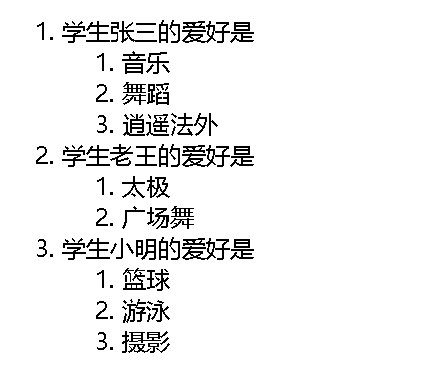 1. 学生张三的爱好是
1. 音乐
2. 舞蹈
3. 逍遥法外
2. 学生老王的爱好是
1. 太极
2. 广场舞
3. 学生小明的爱好是
1. 篮球
2. 游泳
3. 摄影